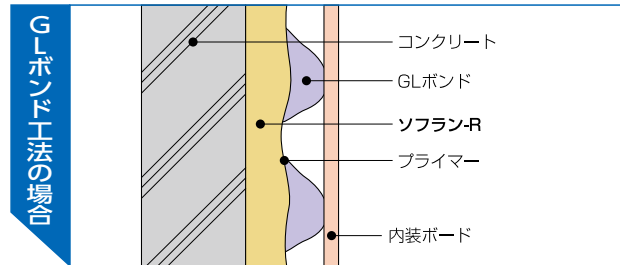 GLボンド工法の場合
コンクリート
GLボンド
ソフラン-R
プライマー
内装ボード